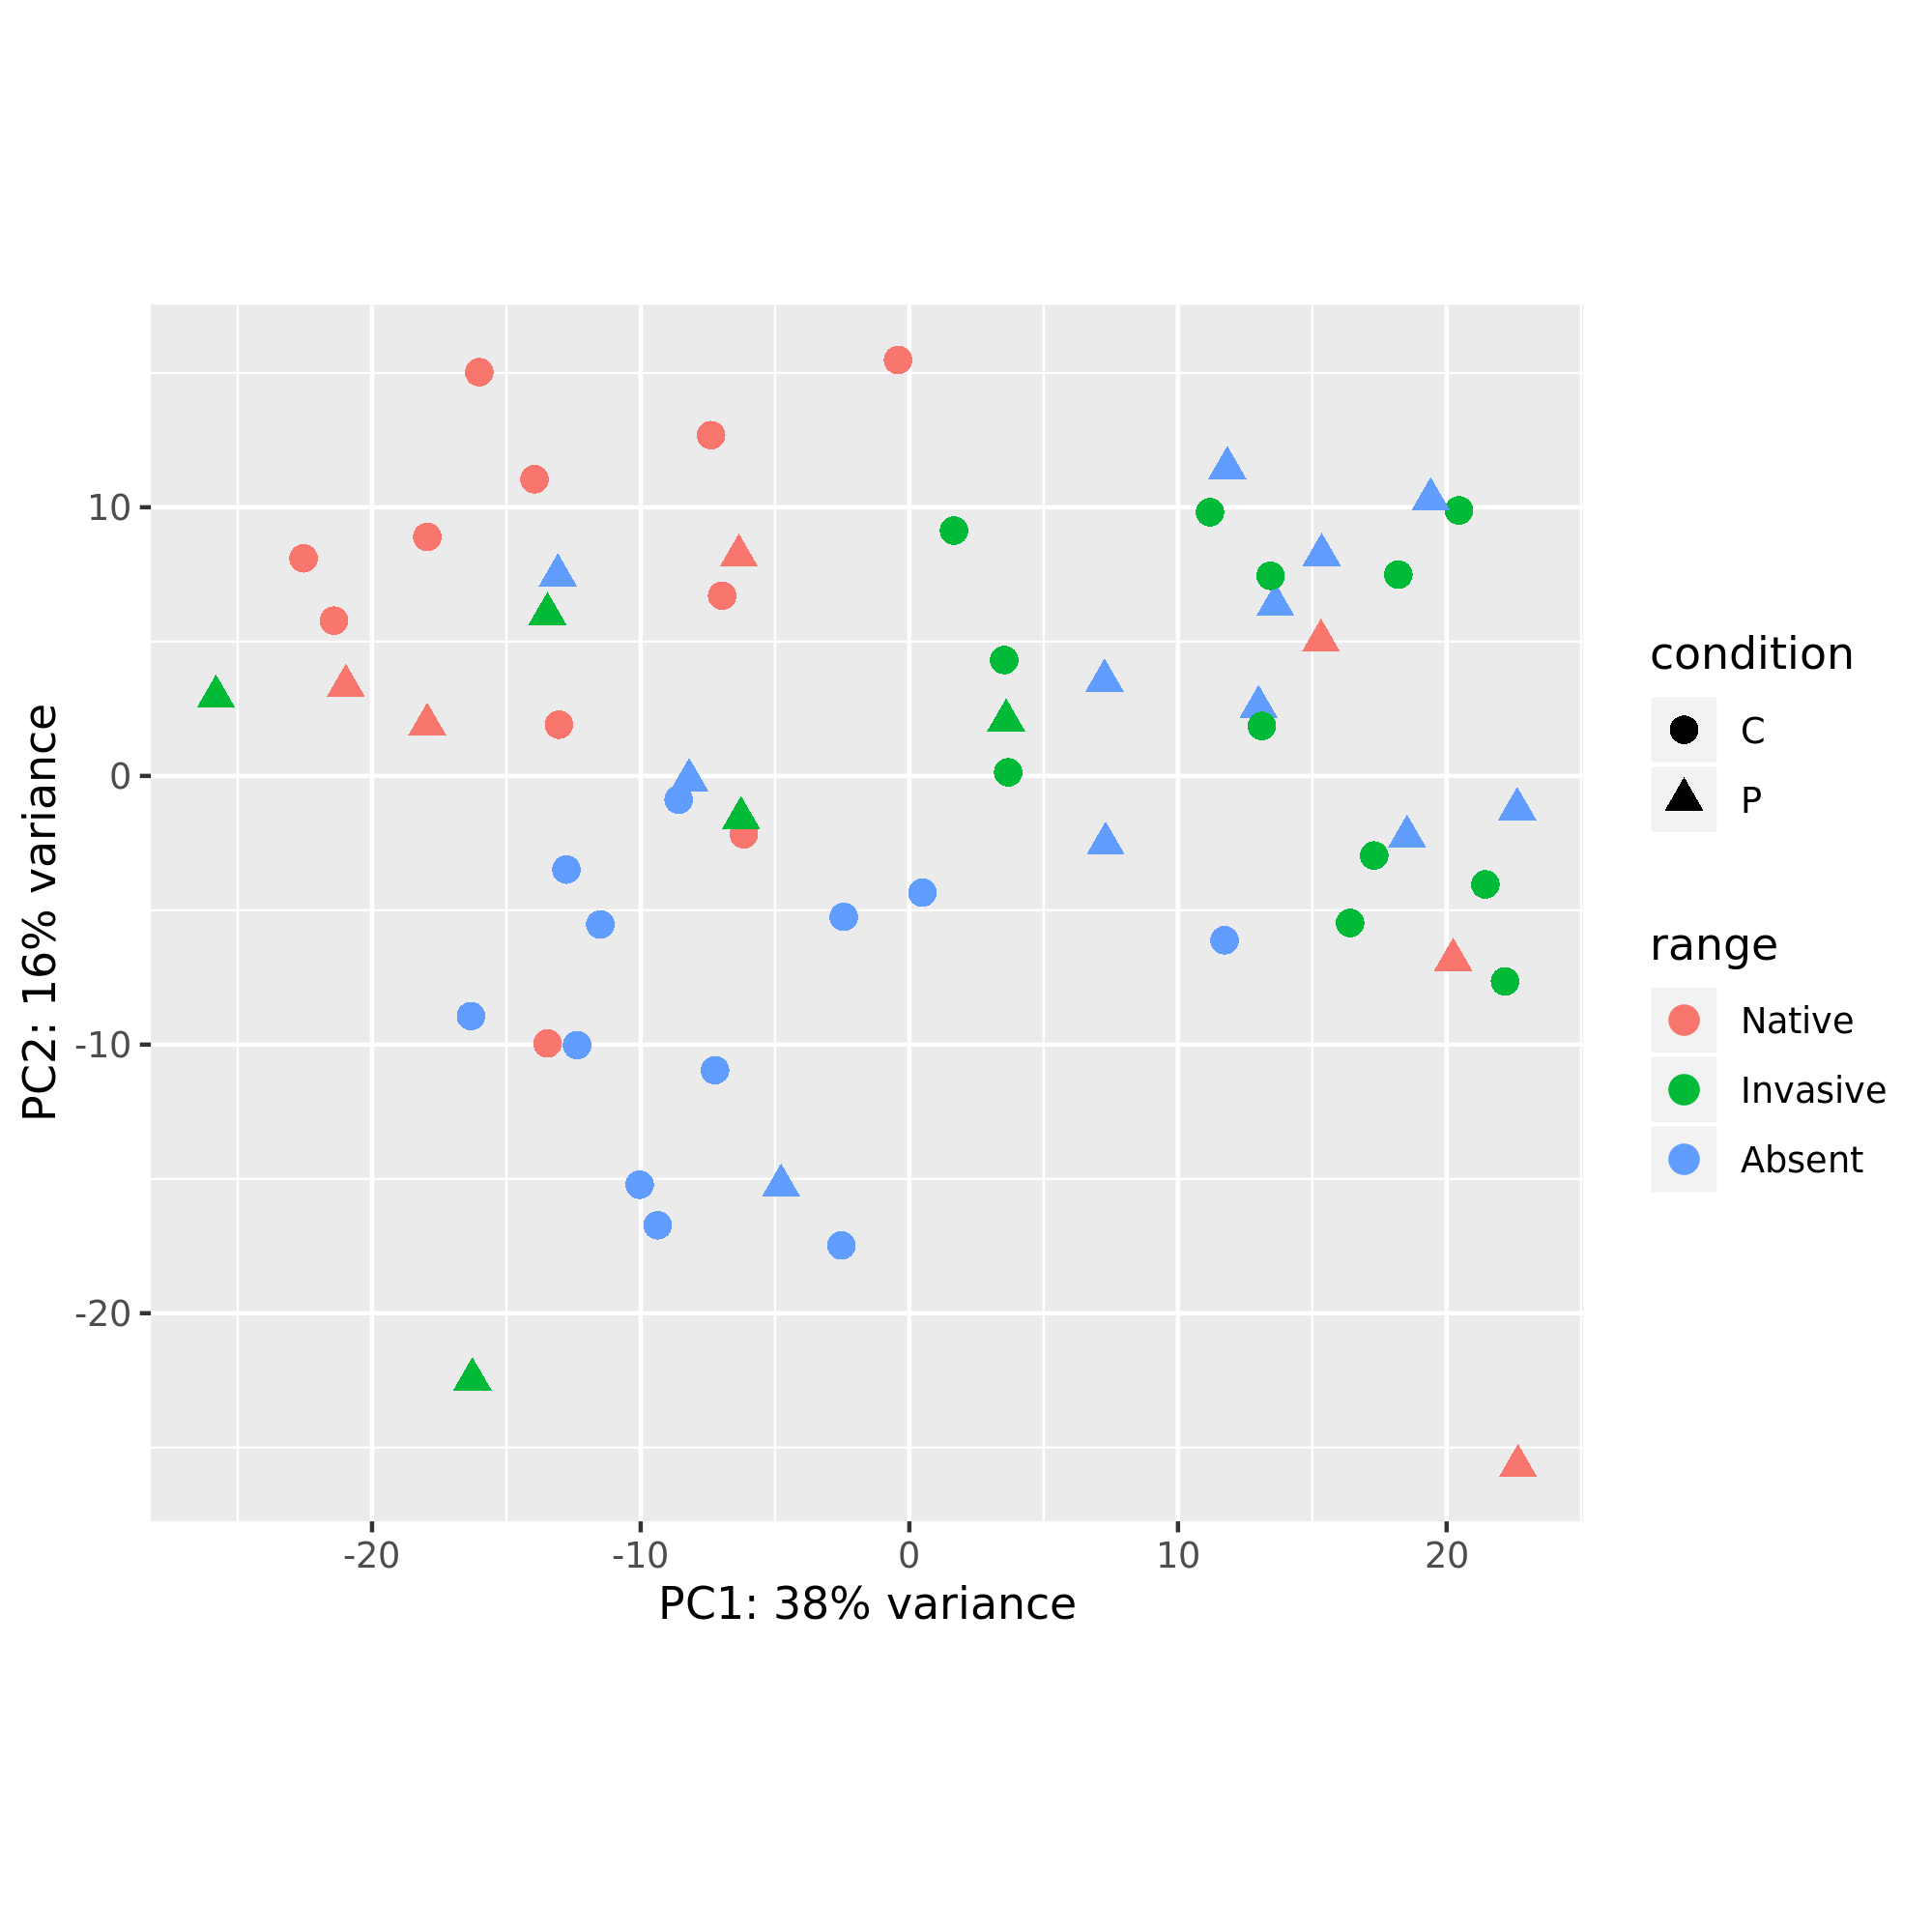 PC2: 16% variance
10
0
-10
-20
-20
-10
0
10
20
PC1: 38% variance
condition
C
P
range
Native
Invasive
Absent